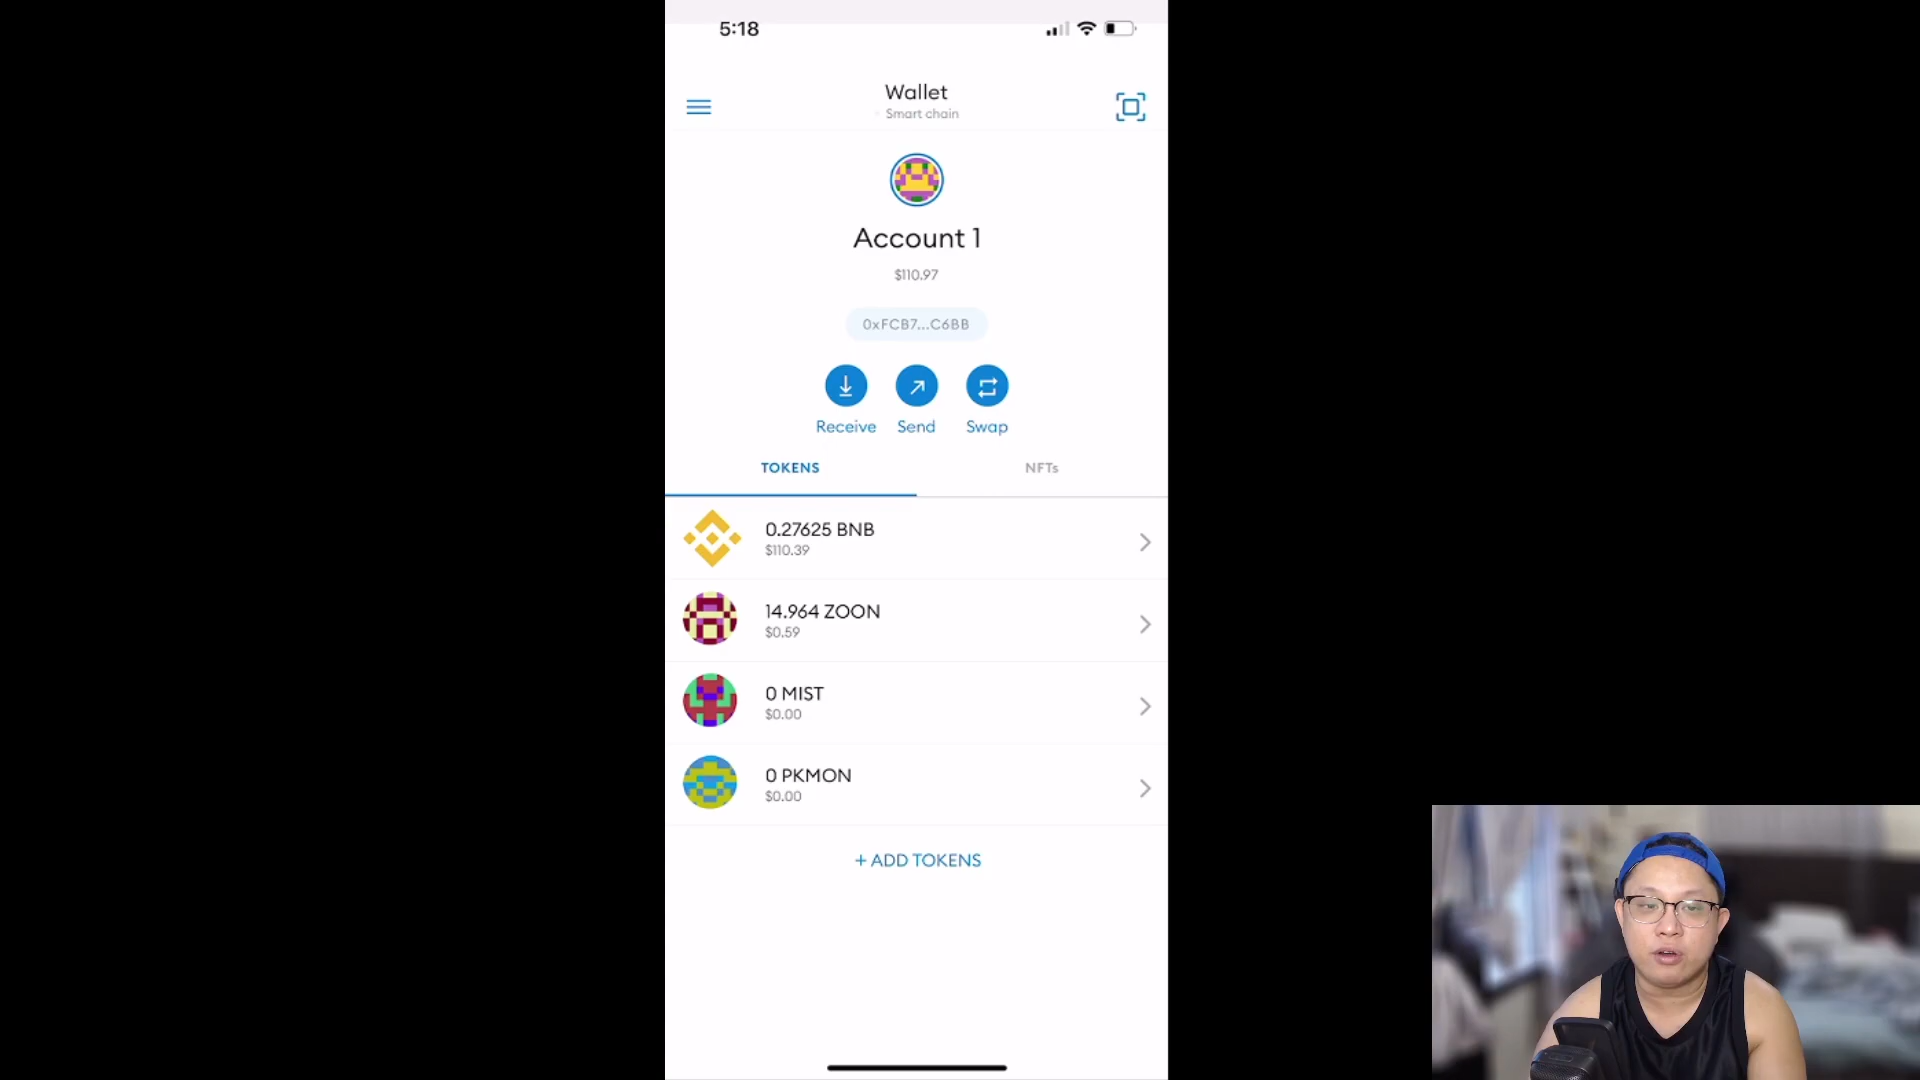 5:18
Wallet
Smart chain
Account 1
$110.97
0xFCB7...C6BB
Receive Send Swap
TOKENS NFTs
0.27625 BNB
$110.39
14.964 ZOON
$0.59
0 MIST
$0.00
0 PKMON
$0.00
+ ADD TOKENS